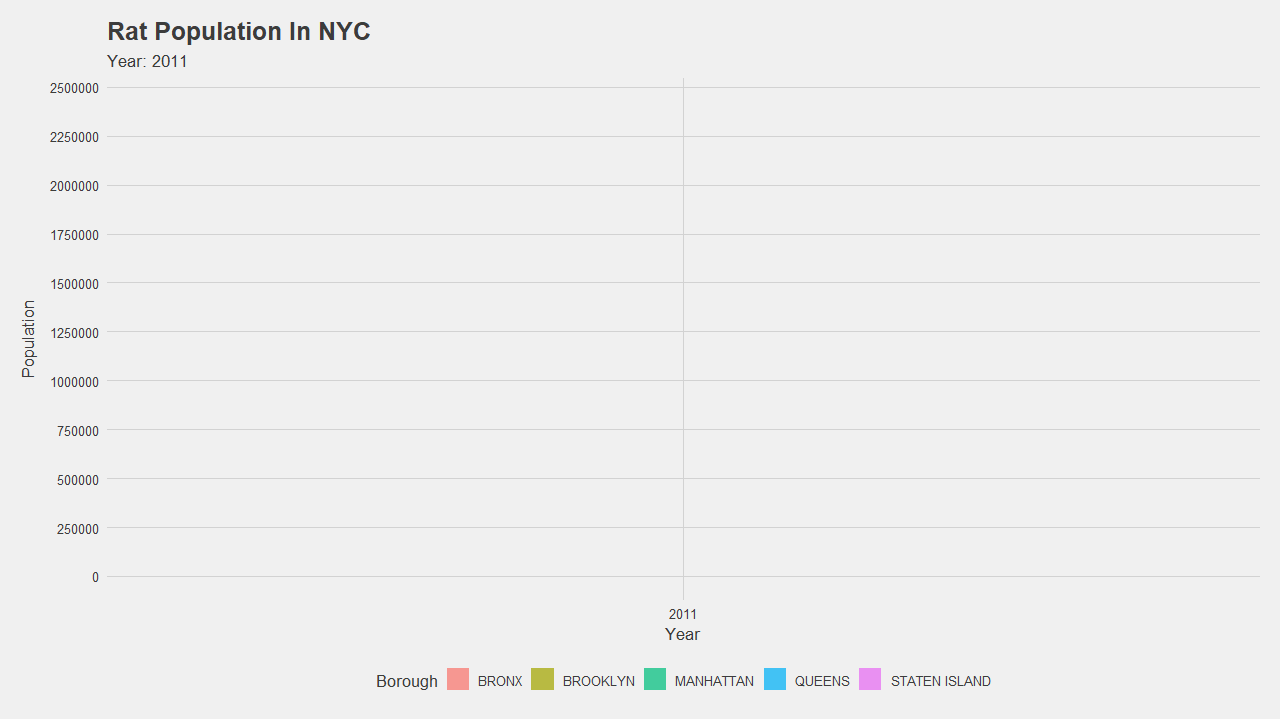 Rat Population In NYC
Year: 2011
2500000
2250000
2000000
1750000
1500000
1250000
1000000
750000
500000
250000
0
Population
2011
Year
Borough BRONX BROOKLYN MANHATTAN QUEENS STATEN ISLAND